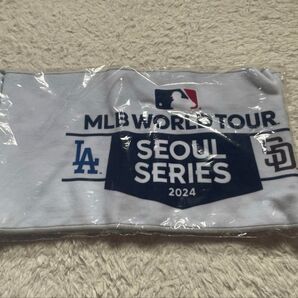 MLB WORLD TOUR
LA
SEOUL
SD
SERIES
2024